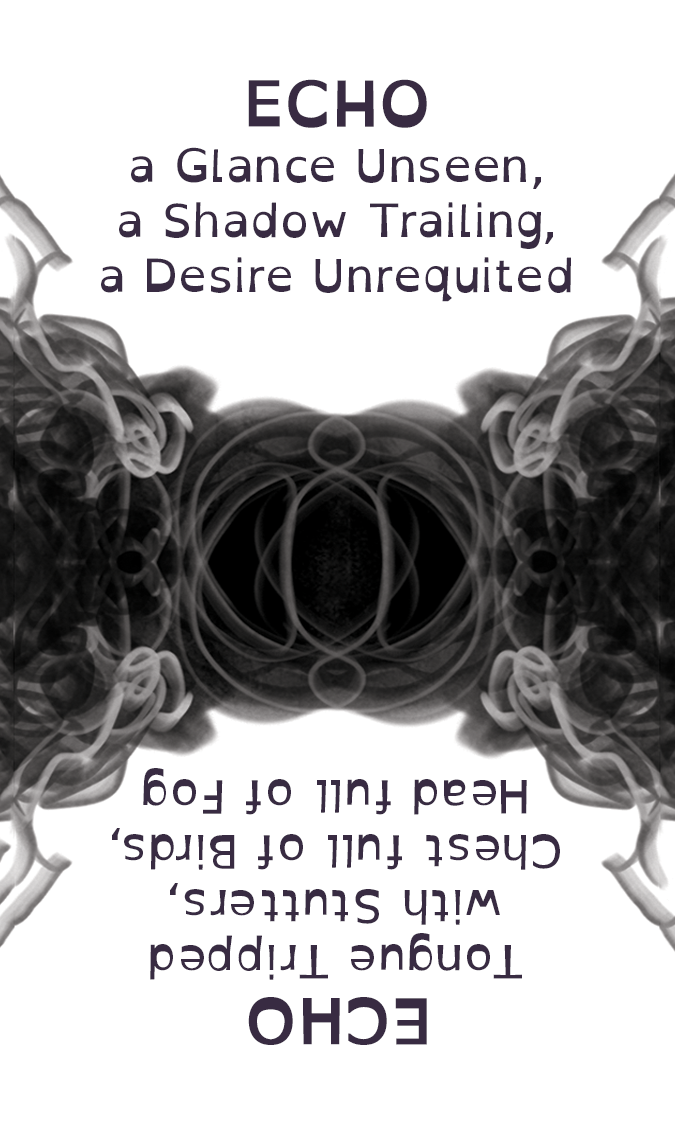 ECHO
a Glance Unseen,
a Shadow Trailing,
a Desire Unrequited
ECHO
Tongue Tripped
with Stutters,
Chest full of Birds,
Head full of Fog